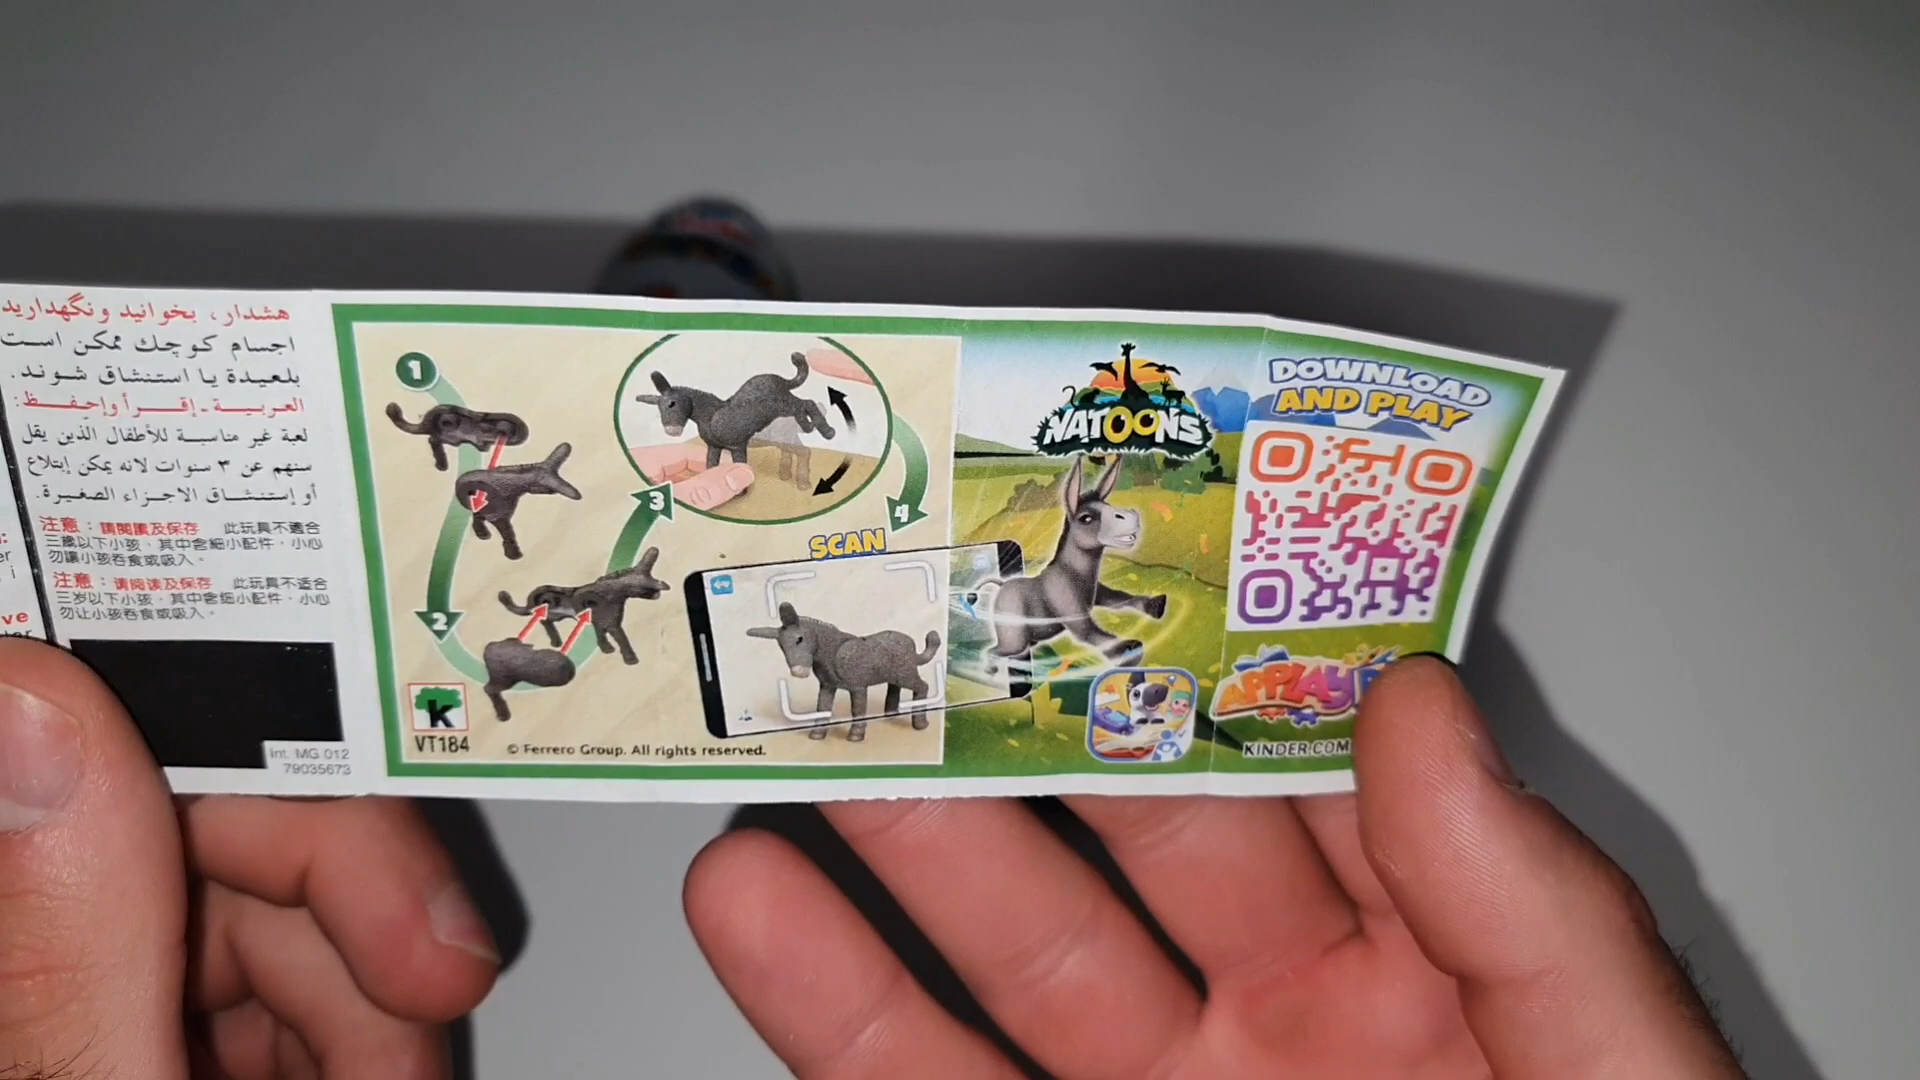 هشدار، بخوانید ونگهدارید
اجسام کوچك ممکن است
بلعیدة یا استنشاق شوند.
العربية ـ إقرأ وإحفظ:
لعبة غير مناسبة للأطفال الذين يقل
سنهم عن ٣ سنوات لانه يمكن إبتلاع
أو إستنشاق الاجزاء الصغيرة.
注意：請閱讀及保存 此玩具不適合
三歲以下小孩，其中含細小配件，小心
勿讓小孩吞食或吸入。
注意：请阅读及保存 此玩具不适合
三岁以下小孩，其中含细小配件，小心
勿让小孩吞食或吸入。
Int. MG 012
79035673
1
2
3
4
SCAN
K
VT184
© Ferrero Group. All rights reserved.
NATOONS
DOWNLOAD
AND PLAY
KINDER.COM